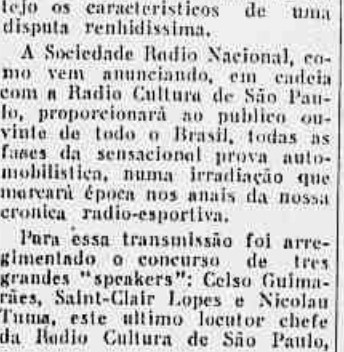 tejo os caracteristicos de uma
disputa renhidissima.
A Sociedade Radio Nacional, co-
mo vem anunciando, em cadeia
com a Radio Cultura de São Pau-
lo, proporcionará ao publico ou-
vinte de todo o Brasil, todas as
fases da sensacional prova auto-
mobilistica, numa irradiação que
marcará época nos anais da nossa
cronica radio-esportiva.
Para essa transmissão foi arre-
gimentado o concurso de tres
grandes "speakers": Celso Guima-
rães, Saint-Clair Lopes e Nicolau
Tuma, este ultimo locutor chefe
da Radio Cultura de São Paulo,